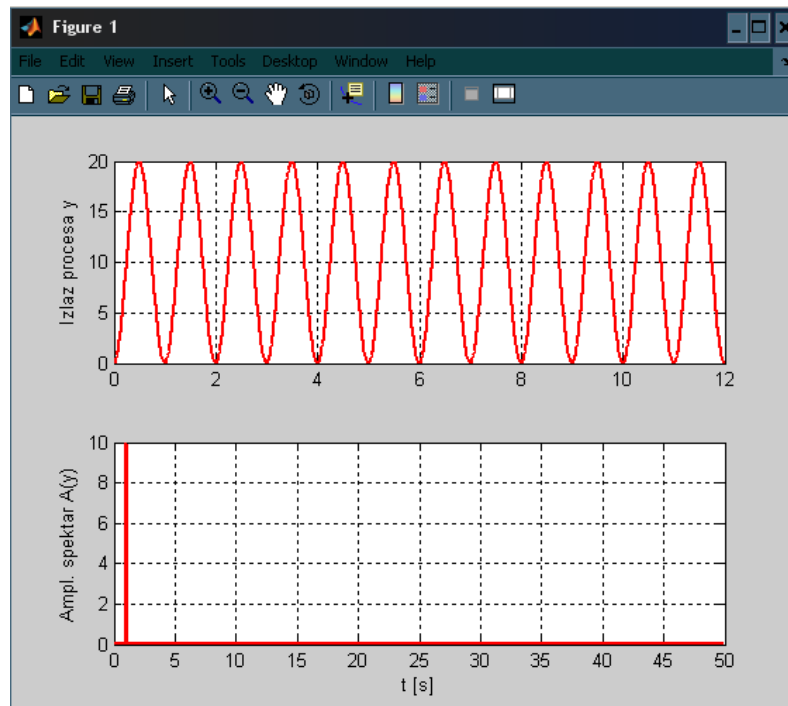 Figure 1
File Edit View Insert Tools Desktop Window Help
Izlaz procesa y
20
15
10
5
0
0 2 4 6 8 10 12
Ampl. spektar A(y)
10
8
6
4
2
0
0 5 10 15 20 25 30 35 40 45 50
t [s]